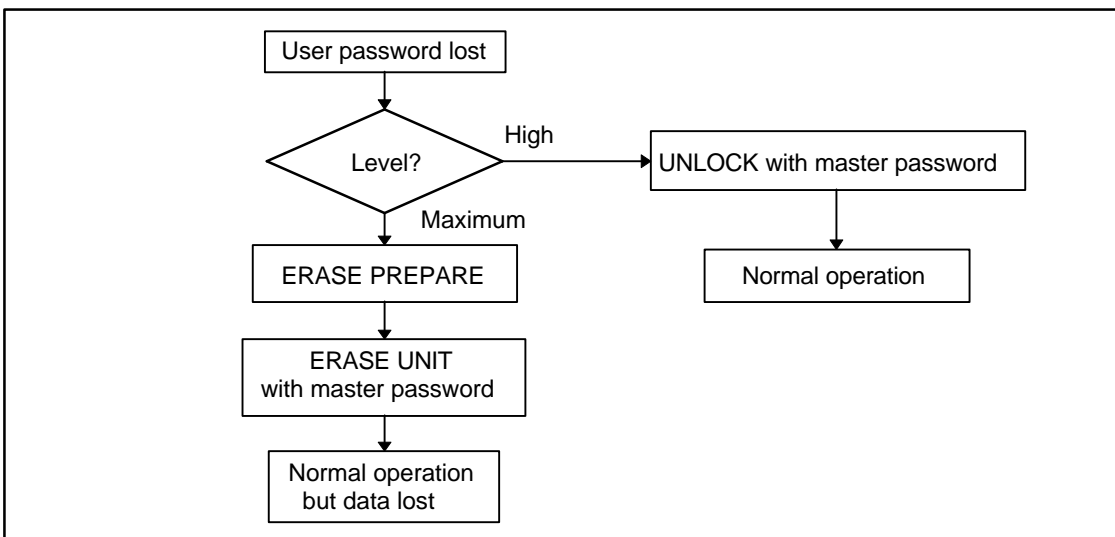 User password lost
Level?
High
UNLOCK with master password
Maximum
ERASE PREPARE
Normal operation
ERASE UNIT
with master password
Normal operation
but data lost